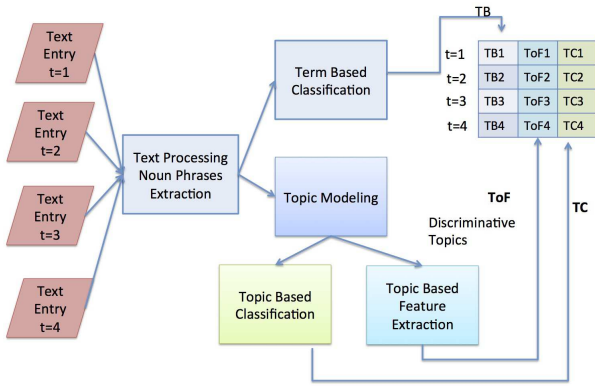 Text
Entry
t=1
Text
Entry
t=2
Text
Entry
t=3
Text
Entry
t=4
Text Processing
Noun Phrases
Extraction
Term Based
Classification
Topic Modeling
Topic Based
Classification
Topic Based
Feature
Extraction
TB
t=1 TB1 ToF1 TC1
t=2 TB2 ToF2 TC2
t=3 TB3 ToF3 TC3
t=4 TB4 ToF4 TC4
ToF
Discriminative
Topics
TC